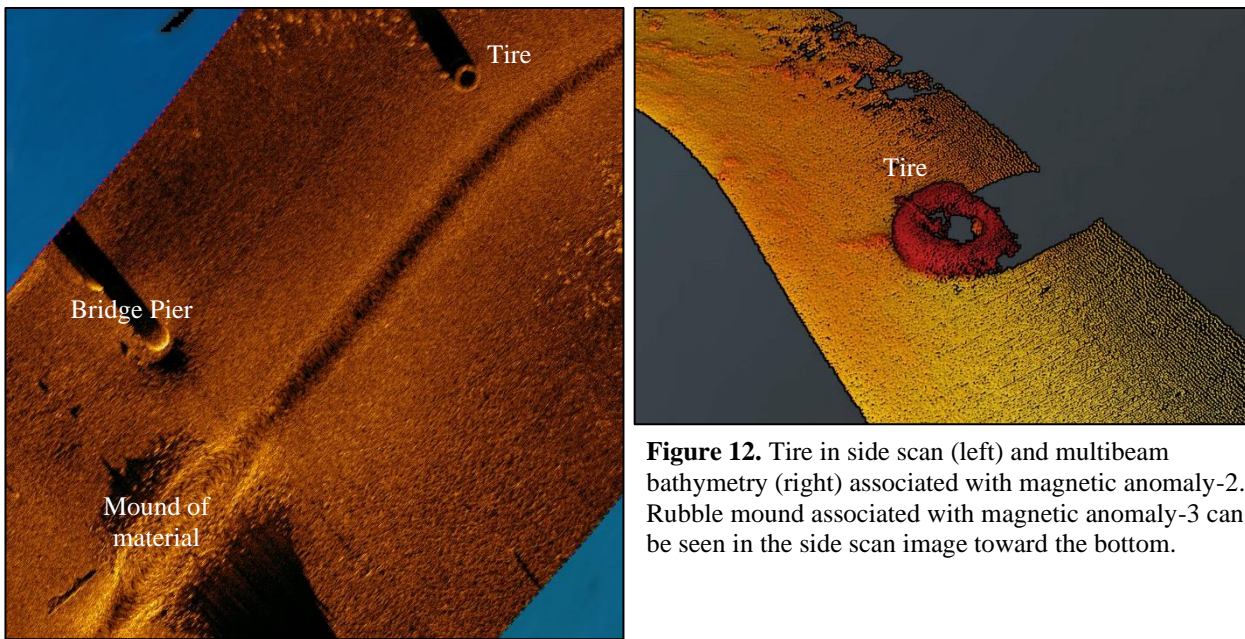 Tire
Bridge Pier
Mound of
material
Tire
Figure 12. Tire in side scan (left) and multibeam
bathymetry (right) associated with magnetic anomaly-2.
Rubble mound associated with magnetic anomaly-3 can
be seen in the side scan image toward the bottom.